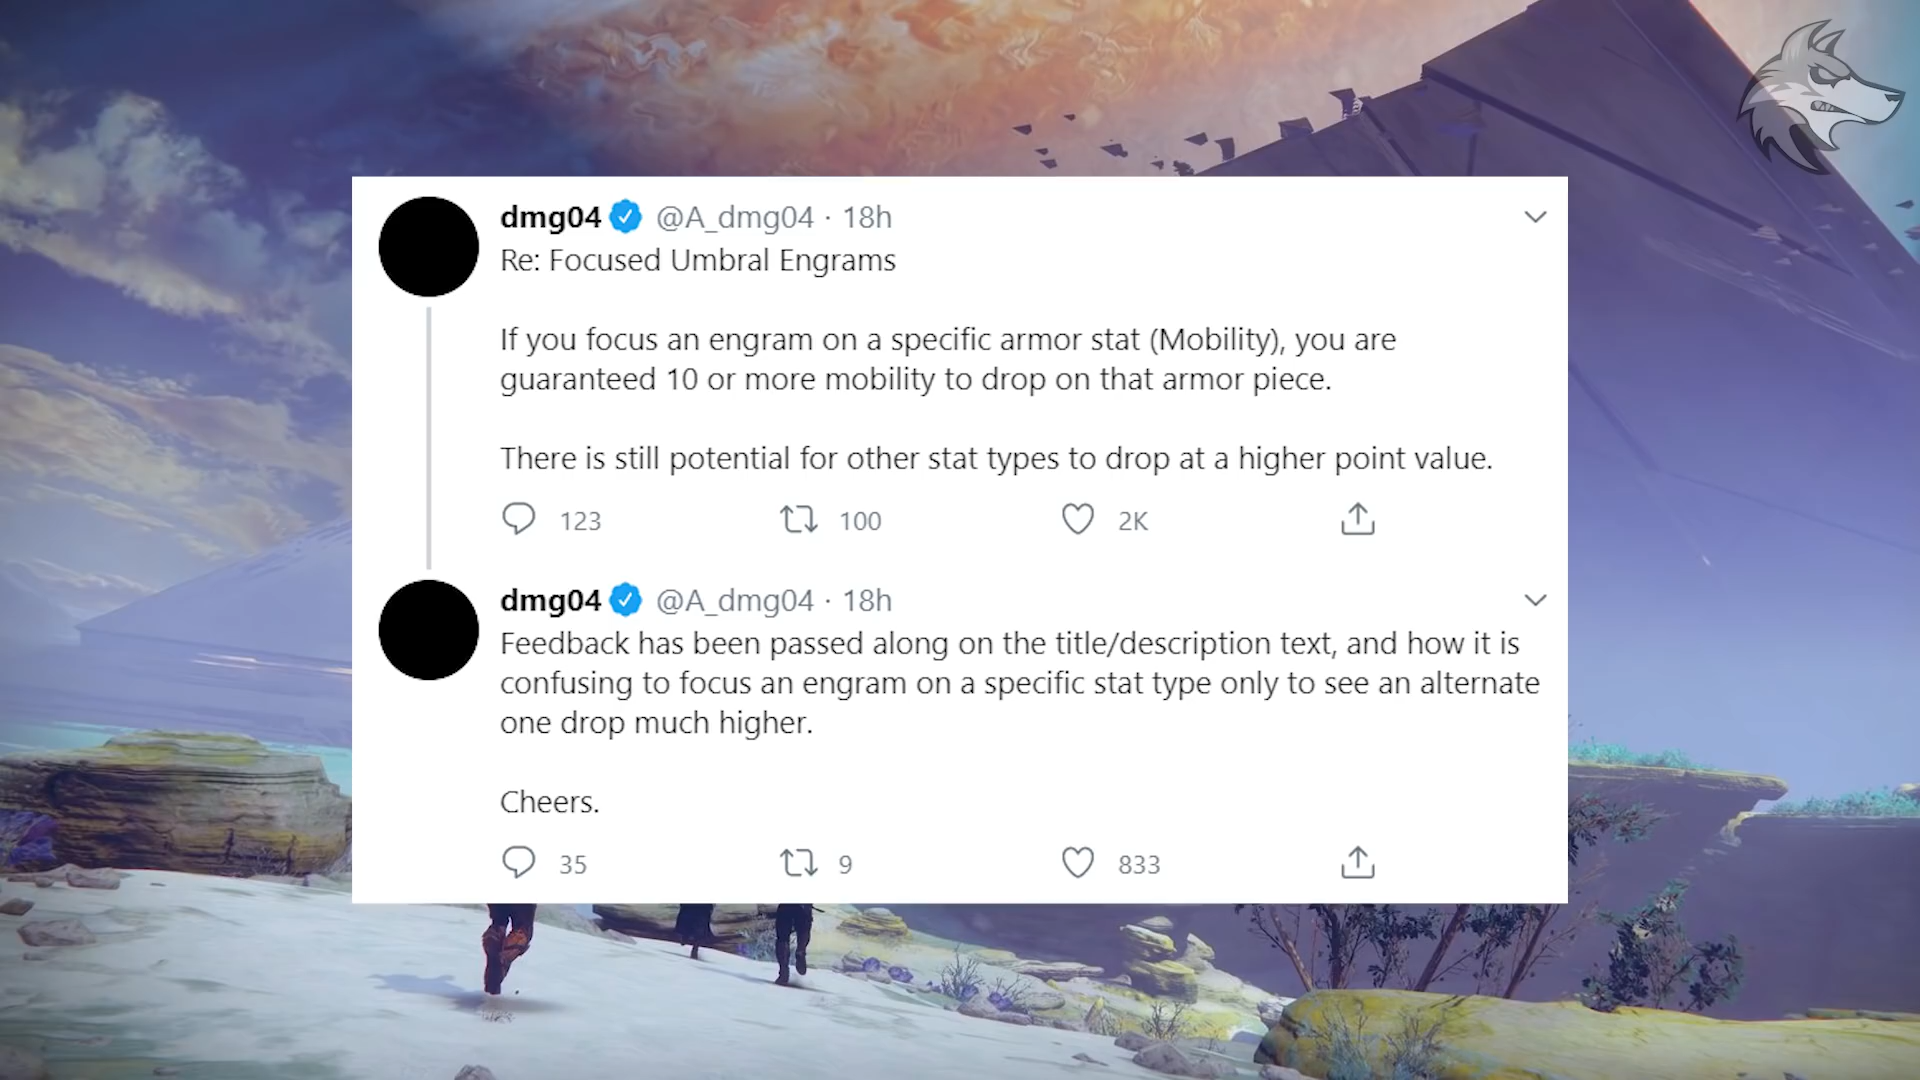 dmg04 @A_dmg04 · 18h
Re: Focused Umbral Engrams
If you focus an engram on a specific armor stat (Mobility), you are
guaranteed 10 or more mobility to drop on that armor piece.
There is still potential for other stat types to drop at a higher point value.
123 100 2K
dmg04 @A_dmg04 · 18h
Feedback has been passed along on the title/description text, and how it is
confusing to focus an engram on a specific stat type only to see an alternate
one drop much higher.
Cheers.
35 9 833